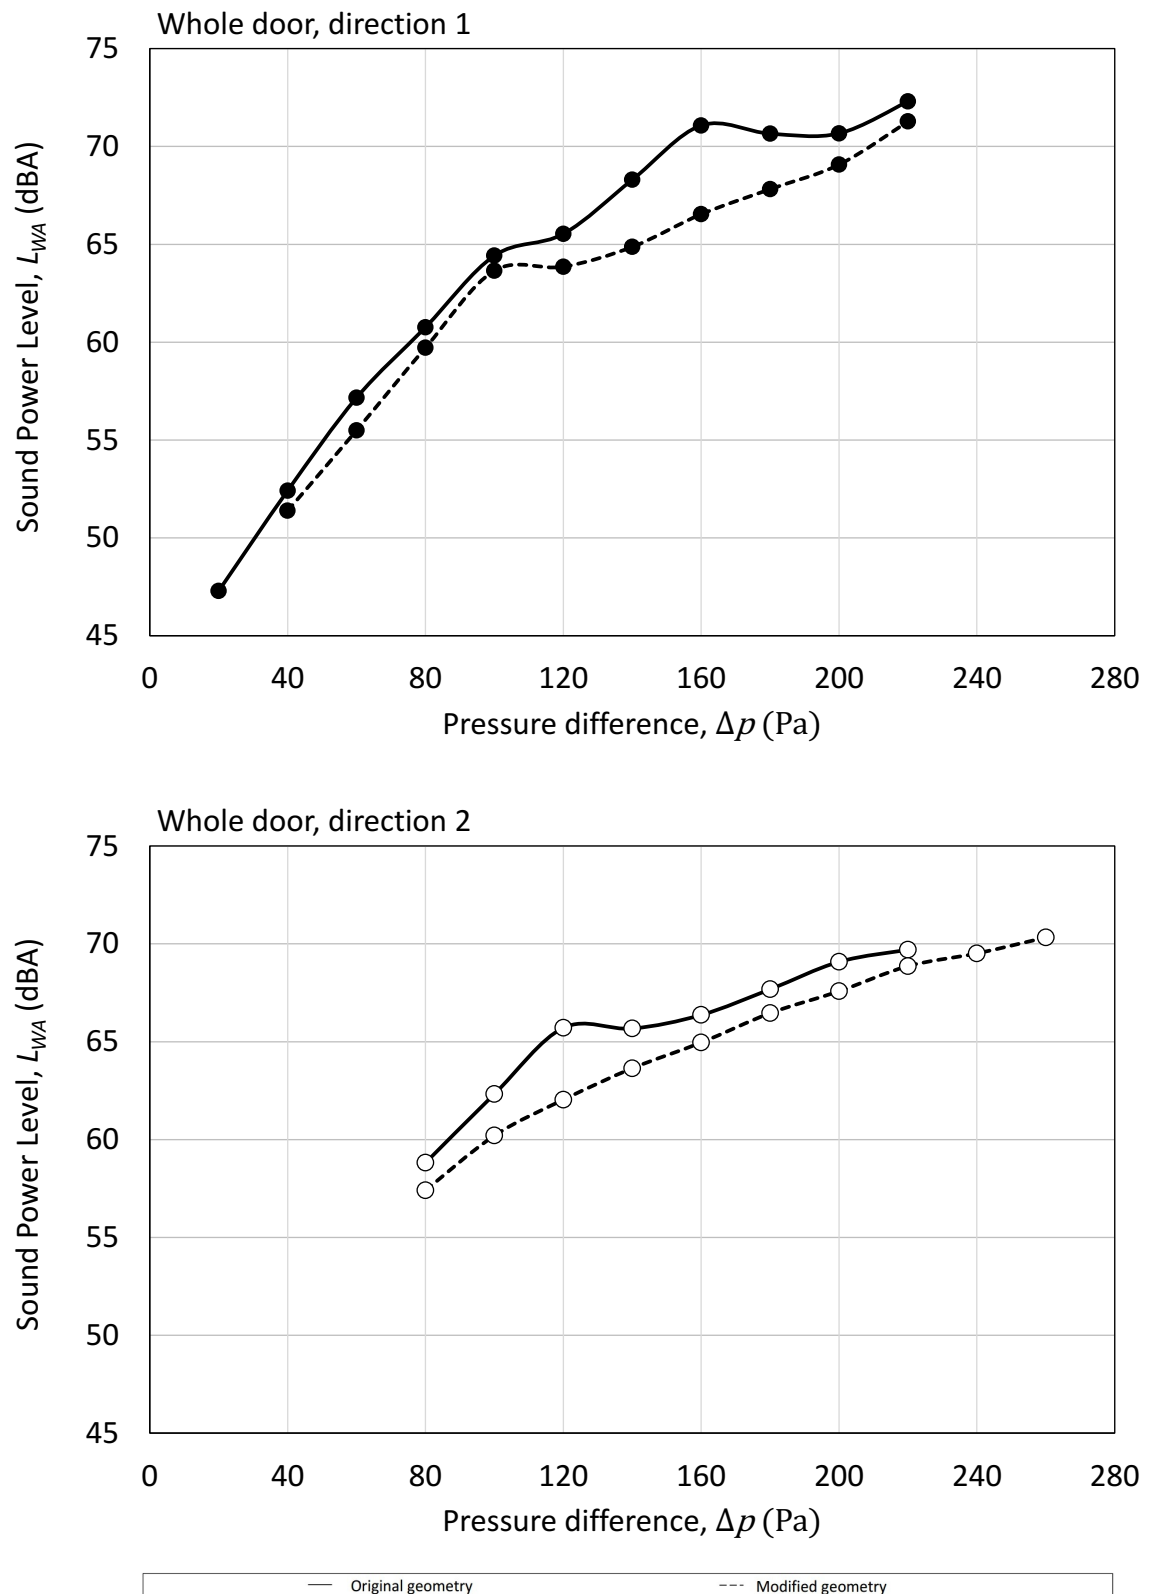 Whole door, direction 1
75
70
65
60
55
50
45
Sound Power Level, LWA (dBA)
0 40 80 120 160 200 240 280
Pressure difference, Δp (Pa)
Whole door, direction 2
75
70
65
60
55
50
45
Sound Power Level, LWA (dBA)
0 40 80 120 160 200 240 280
Pressure difference, Δp (Pa)
Original geometry Modified geometry